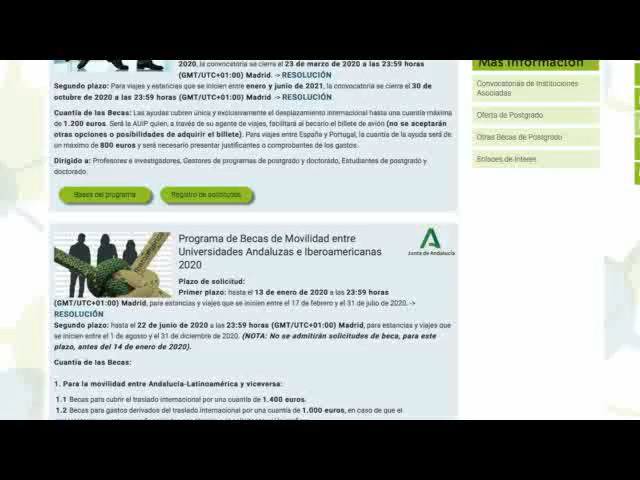 2020, la convocatoria se cierra el 23 de marzo de 2020 a las 23:59 horas
(GMT/UTC+01:00) Madrid. -> RESOLUCIÓN
Segundo plazo: Para viajes y estancias que se inicien entre enero y junio de 2021, la convocatoria se cierra el 30 de
octubre de 2020 a las 23:59 horas (GMT/UTC+01:00) Madrid -> RESOLUCIÓN
Cuantía de las Becas: Las ayudas cubren única y exclusivamente el desplazamiento internacional hasta una cuantía máxima
de 1.200 euros. Será la AUIP quien, a través de su agente de viajes, facilitará al becario el billete de avión (no se aceptarán
otras opciones o posibilidades de adquirir el billete). Para viajes entre España y Portugal, la cuantía de la ayuda será de
un máximo de 800 euros y será necesario presentar justificantes o comprobantes de los gastos.
Dirigido a: Profesores e investigadores, Gestores de programas de postgrado y doctorado, Estudiantes de postgrado y
doctorado.
Bases del programa
Registro de solicitudes
Programa de Becas de Movilidad entre
Universidades Andaluzas e Iberoamericanas
2020
Junta de Andalucía
Plazo de solicitud:
Primer plazo: hasta el 13 de enero de 2020 a las 23:59 horas
(GMT/UTC+01:00) Madrid, para estancias y viajes que se inicien entre el 17 de febrero y el 31 de julio de 2020. ->
RESOLUCIÓN
Segundo plazo: hasta el 22 de junio de 2020 a las 23:59 horas (GMT/UTC+01:00) Madrid, para estancias y viajes que
se inicien entre el 1 de agosto y el 31 de diciembre de 2020. (NOTA: No se admitirán solicitudes de beca, para este
plazo, antes del 14 de enero de 2020).
Cuantía de las Becas:
1. Para la movilidad entre Andalucía-Latinoamérica y viceversa:
1.1 Becas para cubrir el traslado internacional por una cuantía de 1.400 euros.
1.2 Becas para gastos derivados del traslado internacional por una cuantía de 1.000 euros, en caso de que el
Más información
Convocatorias de Instituciones
Asociadas
Oferta de Postgrado
Otras Becas de Postgrado
Enlaces de Interés